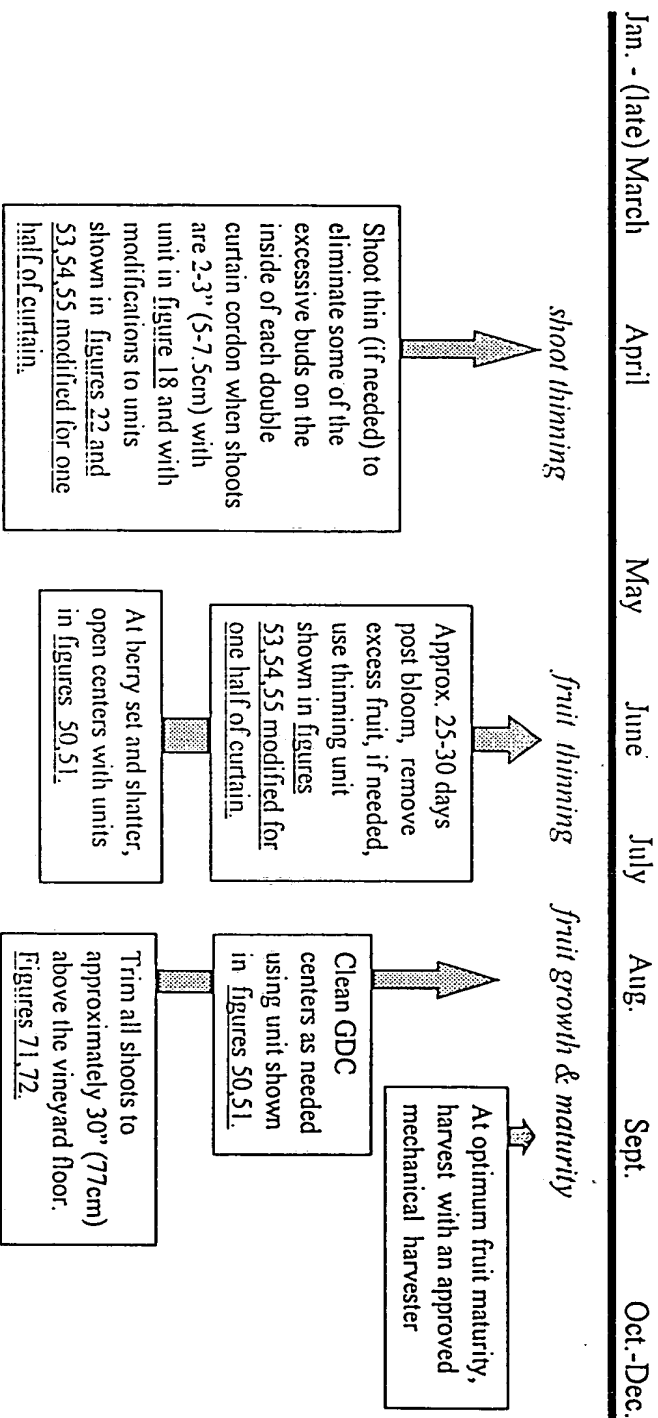 Jan. - (late) March April May June July Aug. Sept. Oct.-Dec.
shoot thinning fruit thinning fruit growth & maturity
Shoot thin (if needed) to
eliminate some of the
excessive buds on the
inside of each double
curtain cordon when shoots
are 2-3" (5-7.5cm) with
unit in figure 18 and with
modifications to units
shown in figures 22 and
53,54,55 modified for one
half of curtain.
Approx. 25-30 days
post bloom, remove
excess fruit, if needed,
use thinning unit
shown in figures
53,54,55 modified for
one half of curtain.
At berry set and shatter,
open centers with units
in figures 50,51.
At optimum fruit maturity,
harvest with an approved
mechanical harvester
Clean GDC
centers as needed
using unit shown
in figures 50,51.
Trim all shoots to
approximately 30" (77cm)
above the vineyard floor.
Figures 71,72.